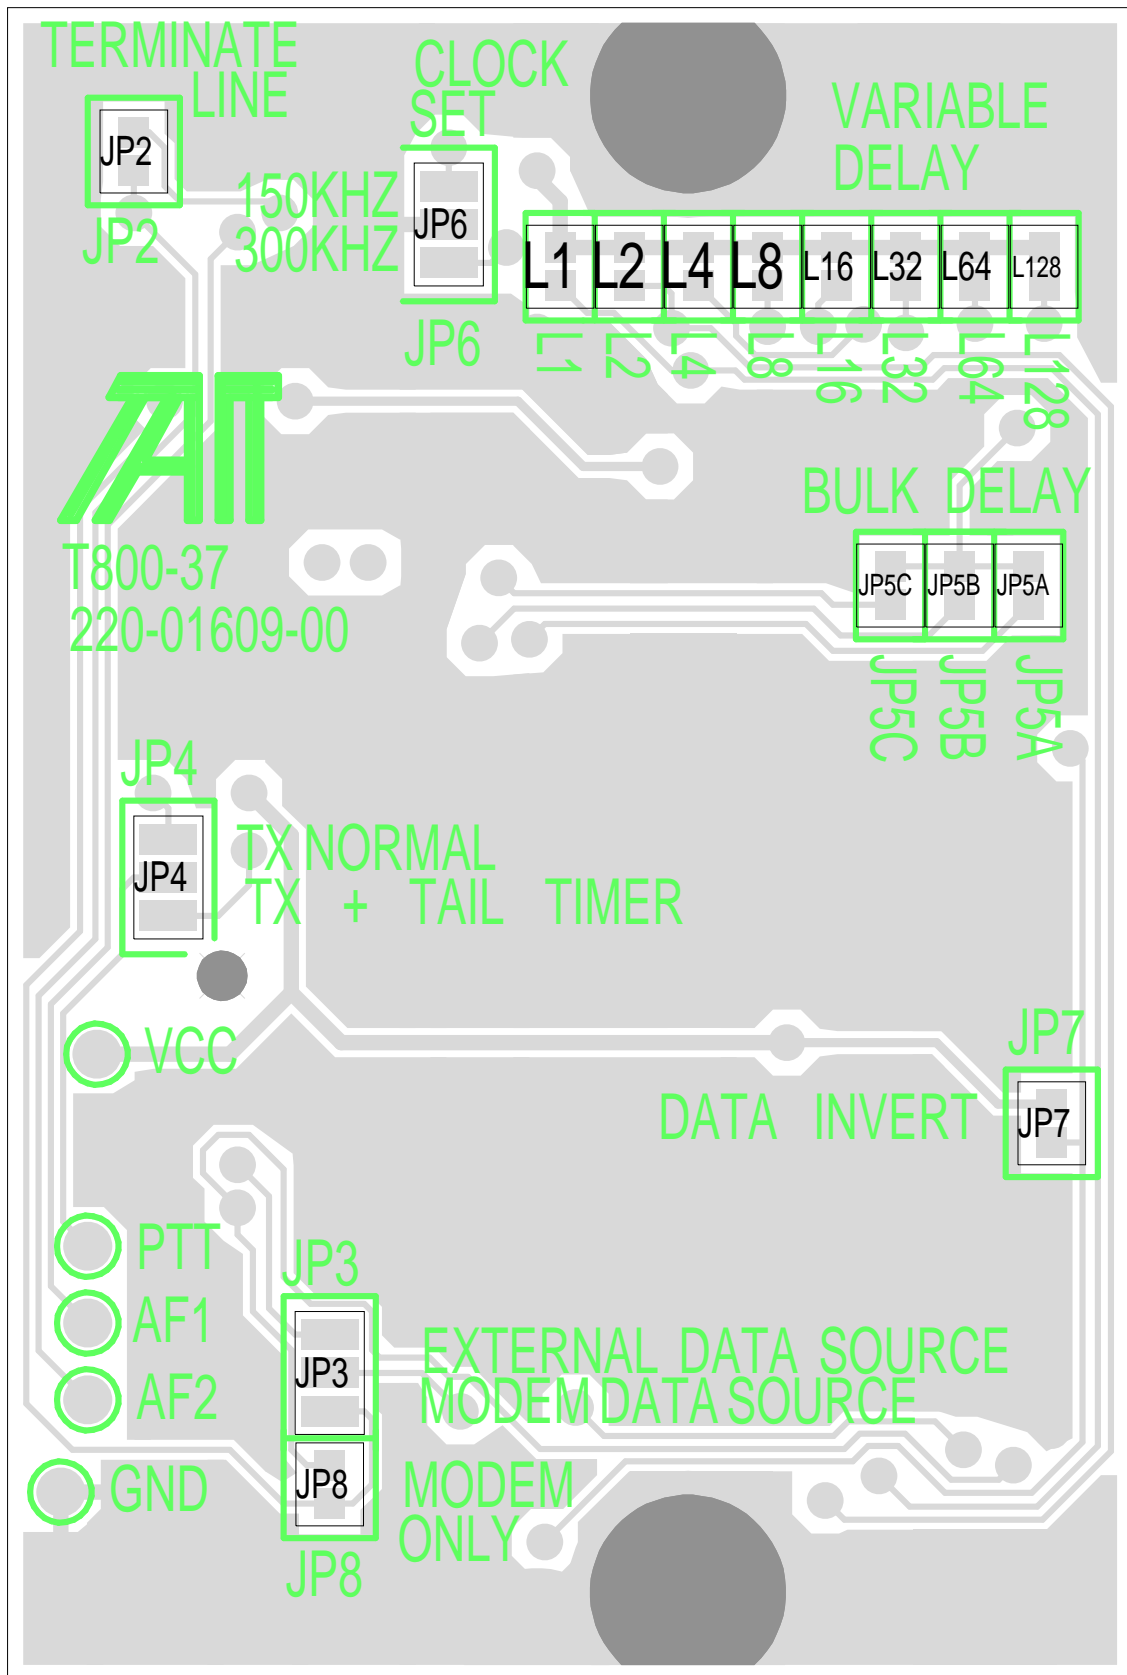 TERMINATE
LINE
JP2
JP2
CLOCK
SET
150KHZ
300KHZ
JP6
JP6
VARIABLE
DELAY
L1 L2 L4 L8 L16 L32 L64 L128
L1 L2 L4 L8 L16 L32 L64 L128
TAIT
T800-37
220-01609-00
BULK DELAY
JP5C JP5B JP5A
JP5C JP5B JP5A
JP4
JP4
TX NORMAL
TX + TAIL TIMER
VCC
JP7
DATA INVERT
JP7
PTT
AF1
AF2
GND
JP3
JP3
EXTERNAL DATA SOURCE
MODEM DATA SOURCE
JP8
MODEM
ONLY
JP8